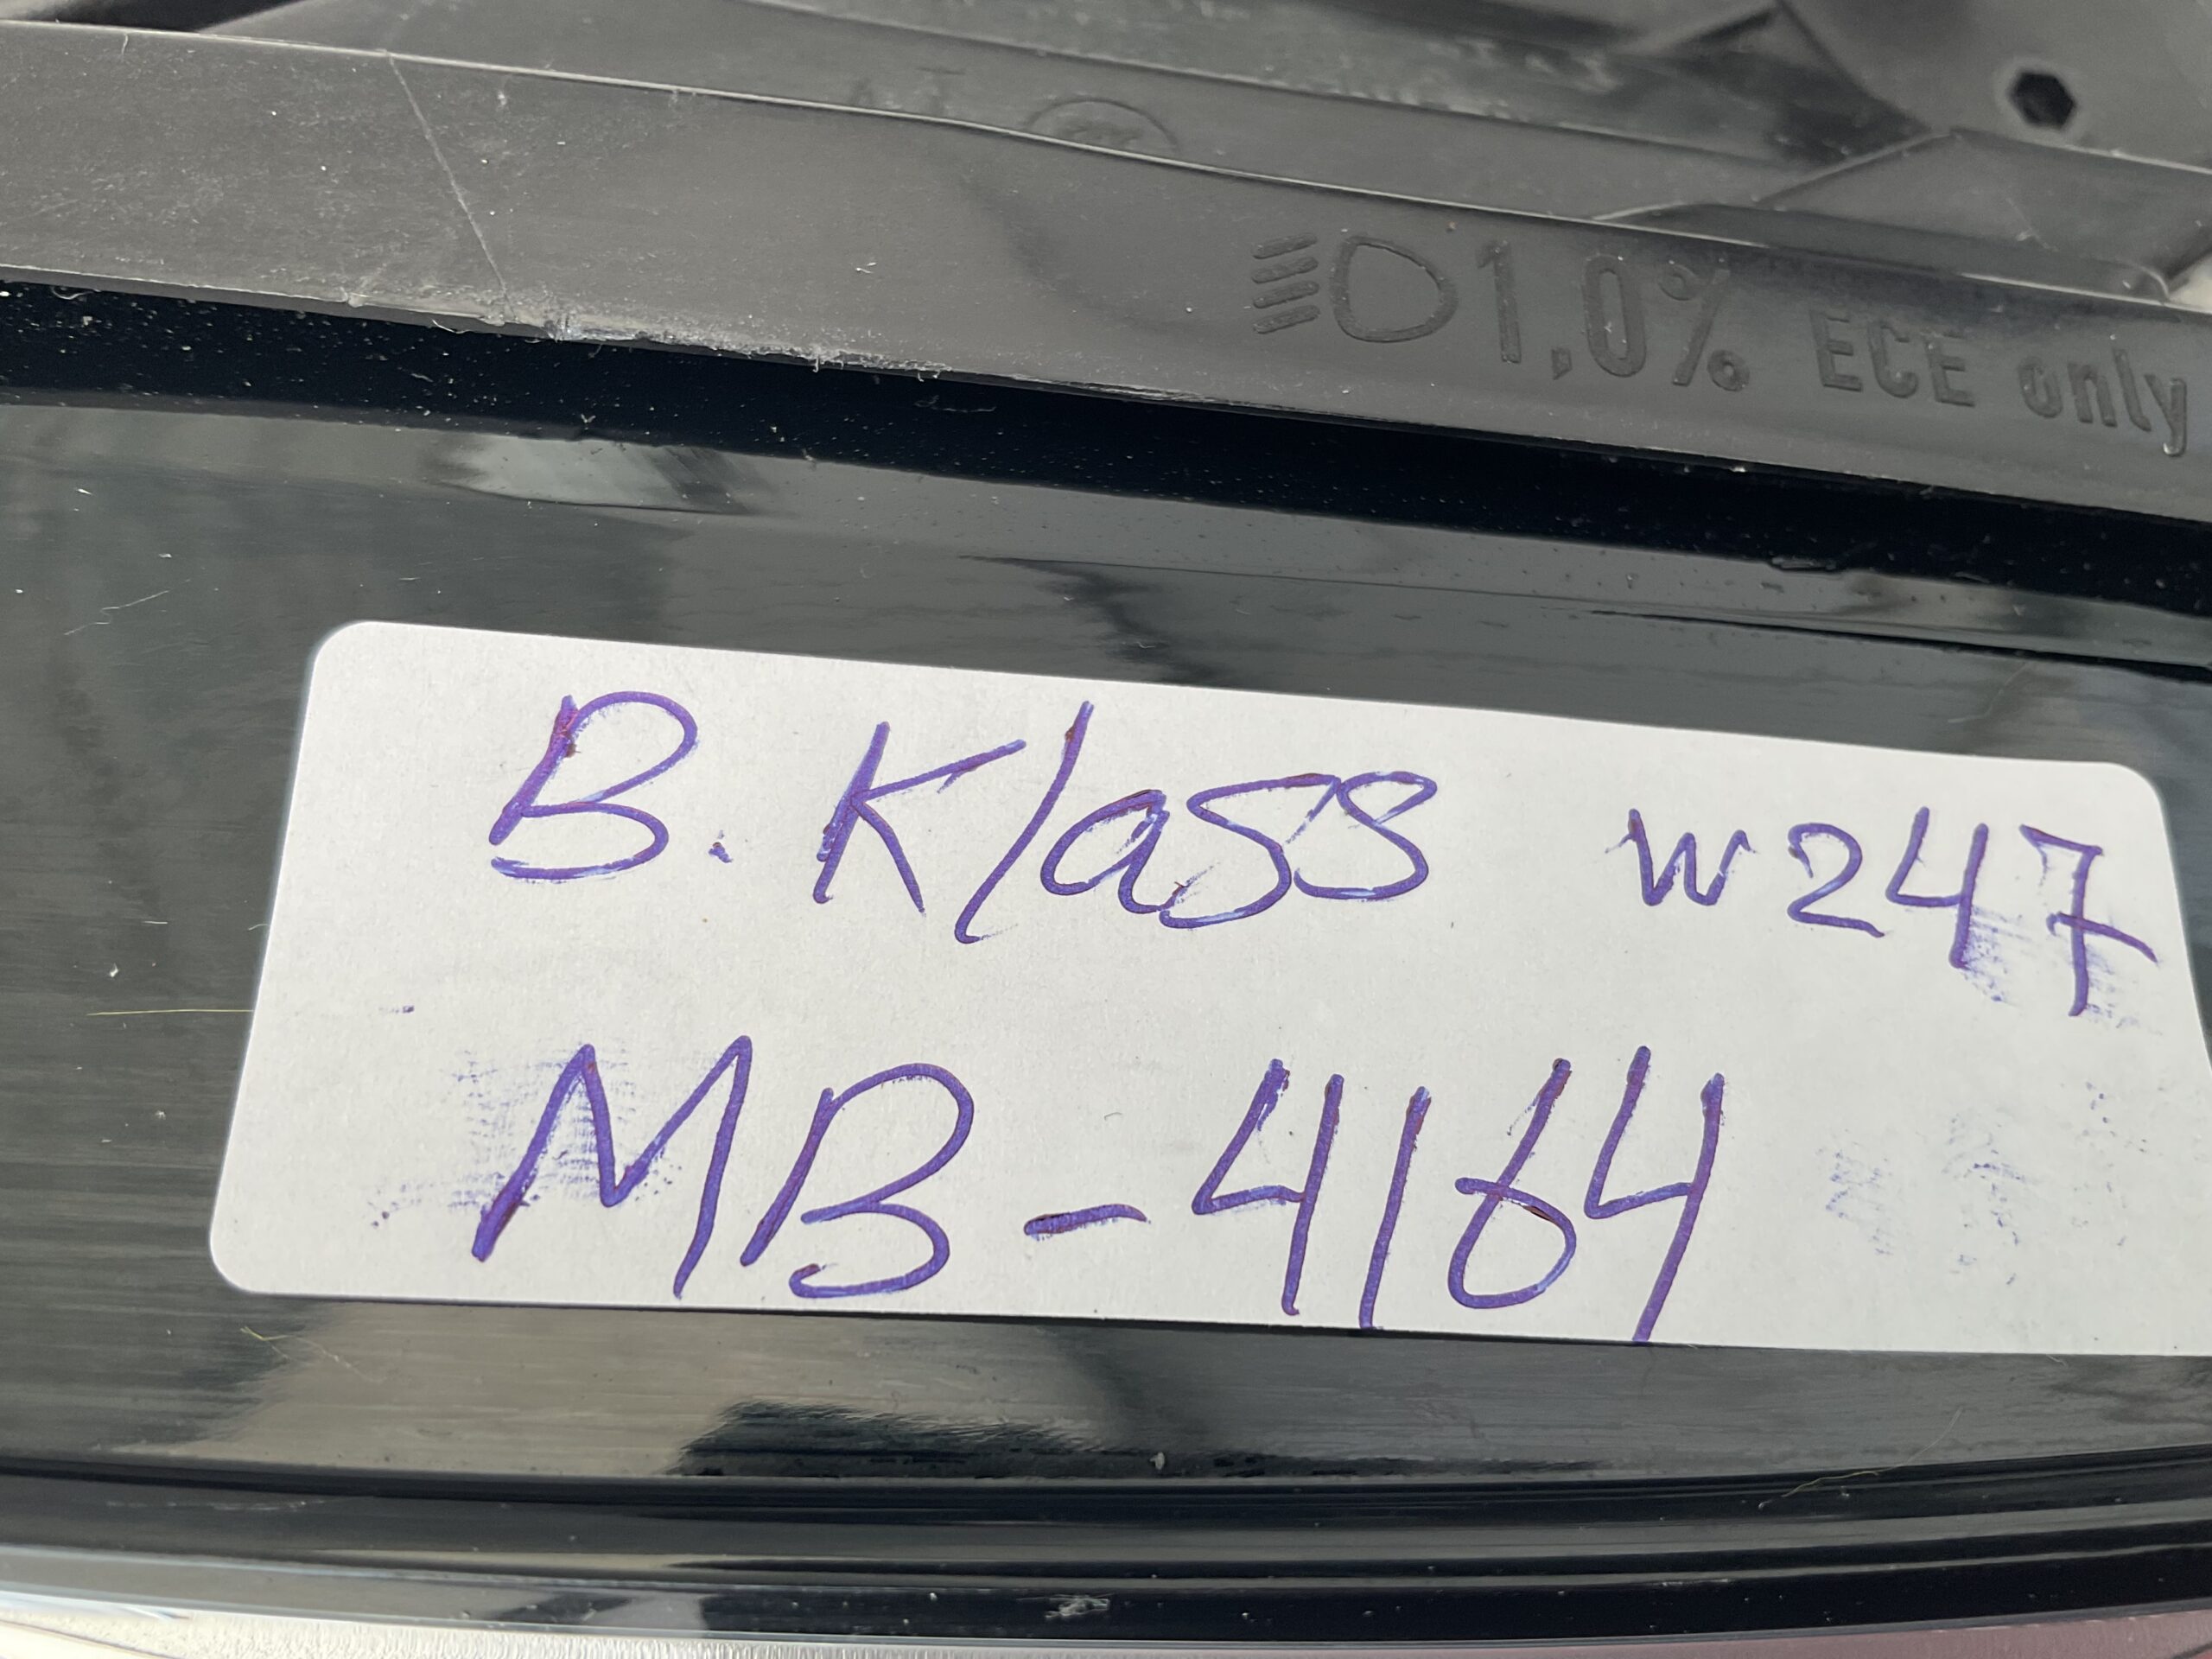 1,0% ECE only
B. Klass W247
MB-4164